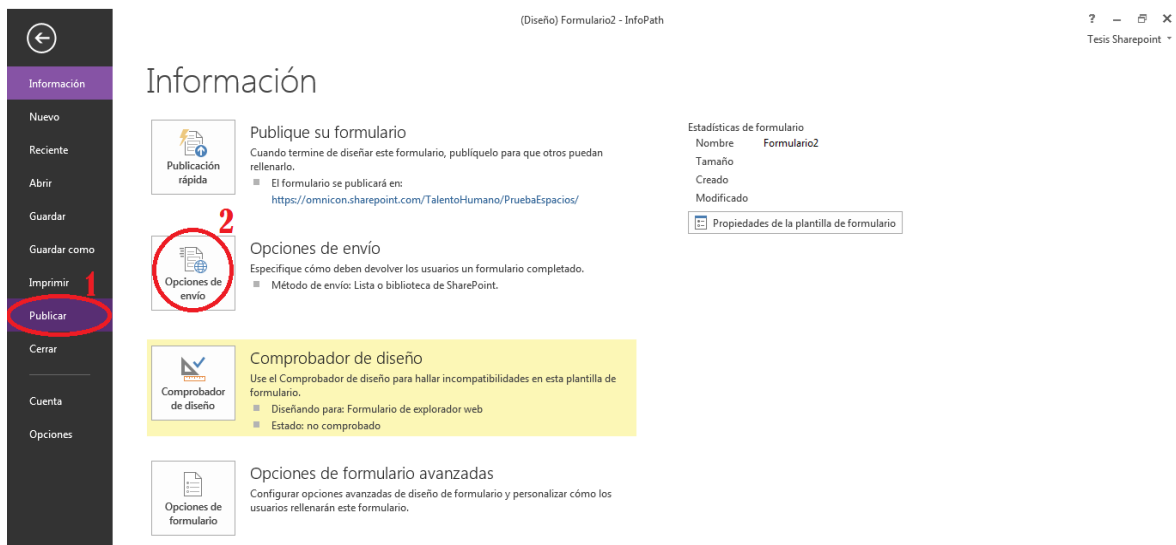 (Diseño) Formulario2 - InfoPath
?
Tesis Sharepoint
Información
Nuevo
Reciente
Abrir
Guardar
Guardar como
Imprimir
1
Publicar
Cerrar
Cuenta
Opciones
Información
Publicación
rápida
Publique su formulario
Cuando termine de diseñar este formulario, publíquelo para que otros puedan
rellenarlo.
El formulario se publicará en:
https://omnicon.sharepoint.com/TalentoHumano/PruebaEspacios/
2
Opciones de
envío
Opciones de envío
Especifique cómo deben devolver los usuarios un formulario completado.
Método de envío: Lista o biblioteca de SharePoint.
Comprobador
de diseño
Comprobador de diseño
Use el Comprobador de diseño para hallar incompatibilidades en esta plantilla de
formulario.
Diseñando para: Formulario de explorador web
Estado: no comprobado
Opciones de
formulario
Opciones de formulario avanzadas
Configurar opciones avanzadas de diseño de formulario y personalizar cómo los
usuarios rellenarán este formulario.
Estadísticas de formulario
Nombre Formulario2
Tamaño
Creado
Modificado
Propiedades de la plantilla de formulario